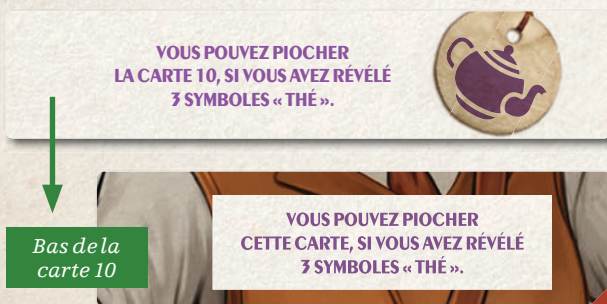 VOUS POUVEZ PIOCHER
LA CARTE 10, SI VOUS AVEZ RÉVÉLÉ
3 SYMBOLES « THÉ ».
VOUS POUVEZ PIOCHER
CETTE CARTE, SI VOUS AVEZ RÉVÉLÉ
3 SYMBOLES « THÉ ».
Bas de la
carte 10